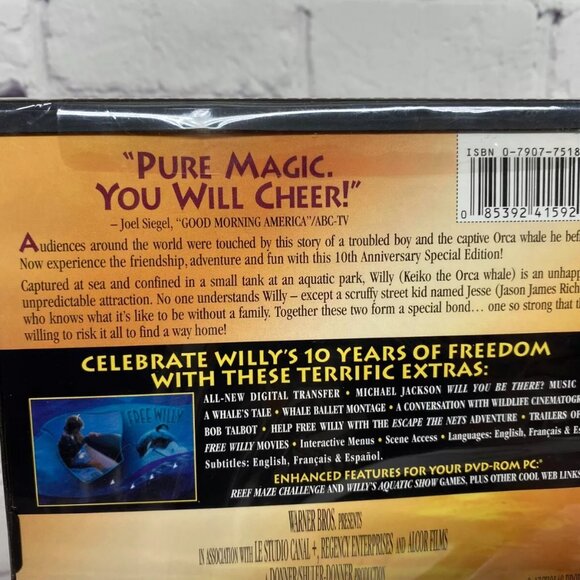 "PURE MAGIC.
YOU WILL CHEER!"
– Joel Siegel, "GOOD MORNING AMERICA"/ABC-TV
ISBN 0-7907-7518
0 85392 41592
Audiences around the world were touched by this story of a troubled boy and the captive Orca whale he
Now experience the friendship, adventure and fun with this 10th Anniversary Special Edition!
Captured at sea and confined in a small tank at an aquatic park, Willy (Keiko the Orca whale) is an
unpredictable attraction. No one understands Willy – except a scruffy street kid named Jesse (Jason James
who knows what it's like to be without a family. Together these two form a special bond… one so strong that
willing to risk it all to find a way home!
CELEBRATE WILLY'S 10 YEARS OF FREEDOM
WITH THESE TERRIFIC EXTRAS:
FREE WILLY
ALL-NEW DIGITAL TRANSFER • MICHAEL JACKSON WILL YOU BE THERE? MUSIC
A WHALE'S TALE • WHALE BALLET MONTAGE • A CONVERSATION WITH WILDLIFE
BOB TALBOT • HELP FREE WILLY WITH THE ESCAPE THE NETS ADVENTURE • TRAILERS OF
FREE WILLY MOVIES • Interactive Menus • Scene Access • Languages: English, Français &
Subtitles: English, Français & Español.
ENHANCED FEATURES FOR YOUR DVD-ROM PC:*
REEF MAZE CHALLENGE AND WILLY'S AQUATIC SHOW GAMES, PLUS OTHER COOL WEB LINKS
WARNER BROS. PRESENTS
IN ASSOCIATION WITH LE STUDIO CANAL +, REGENCY ENTERPRISES AND ALCOR FILMS
A DONNER/SHULER-DONNER PRODUCTION